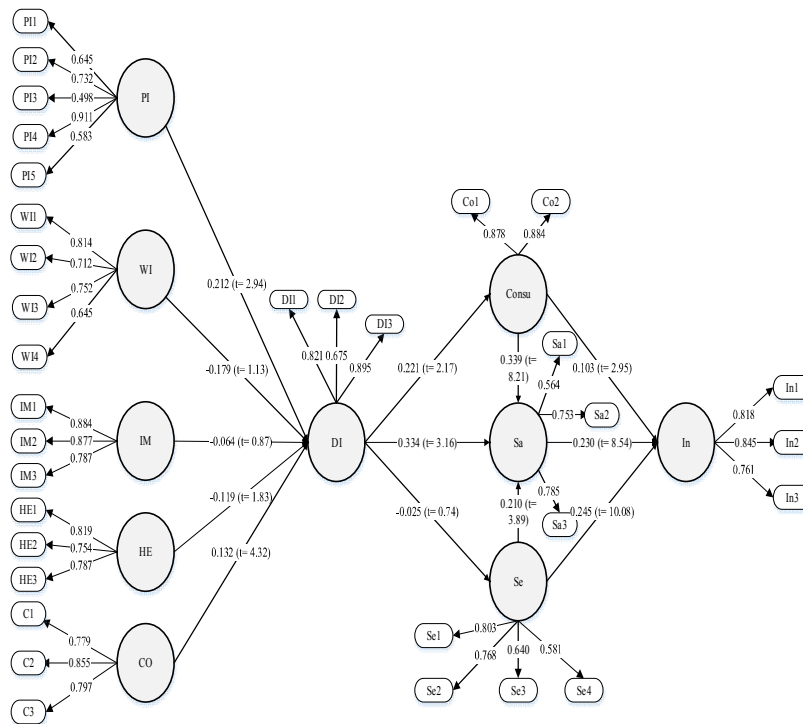 PI1
0.645
PI2
0.732
PI3
0.498
PI
PI4
0.911
PI5
0.583
WI1
0.814
WI2
0.712
WI
WI3
0.752
WI4
0.645
IM1
0.884
IM2
0.877
IM
IM3
0.787
HE1
0.819
HE2
0.754
HE
HE3
0.787
C1
0.779
C2
0.855
CO
C3
0.797
0.212 (t= 2.94)
-0.179 (t= 1.13)
-0.064 (t= 0.87)
-0.119 (t= 1.83)
0.132 (t= 4.32)
DI1
DI2
DI3
0.821
0.675
0.895
DI
0.221 (t= 2.17)
0.334 (t= 3.16)
-0.025 (t= 0.74)
Co1
Co2
0.878
0.884
Consu
0.339 (t=
8.21)
Sa1
0.564
0.753
Sa2
Sa
0.785
Sa3
0.210 (t=
3.89)
Se
0.803
Se1
0.768
Se2
0.640
Se3
0.581
Se4
0.103 (t= 2.95)
0.230 (t= 8.54)
0.245 (t= 10.08)
In
0.818
In1
0.845
In2
0.761
In3